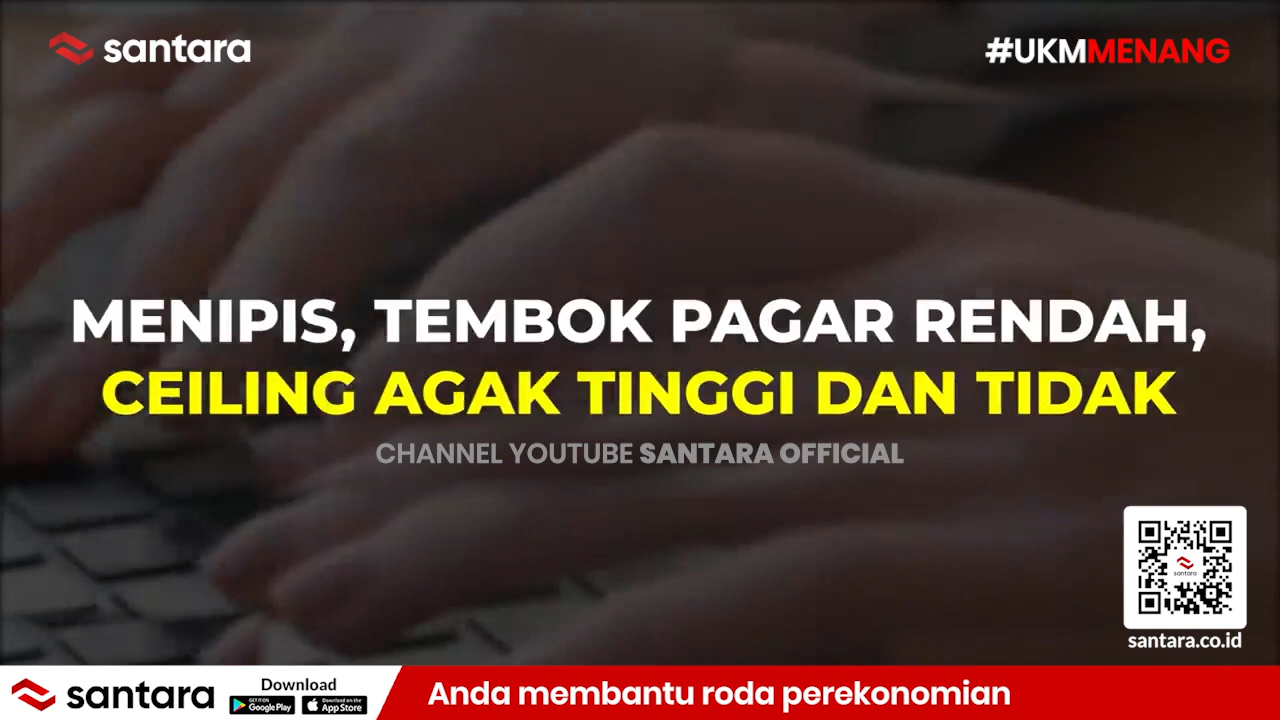 santara
#UKMMENANG
MENIPIS, TEMBOK PAGAR RENDAH,
CEILING AGAK TINGGI DAN TIDAK
CHANNEL YOUTUBE SANTARA OFFICIAL
santara
santara.co.id
santara
Download
GET IT ON
Google Play
Download on the
App Store
Anda membantu roda perekonomian